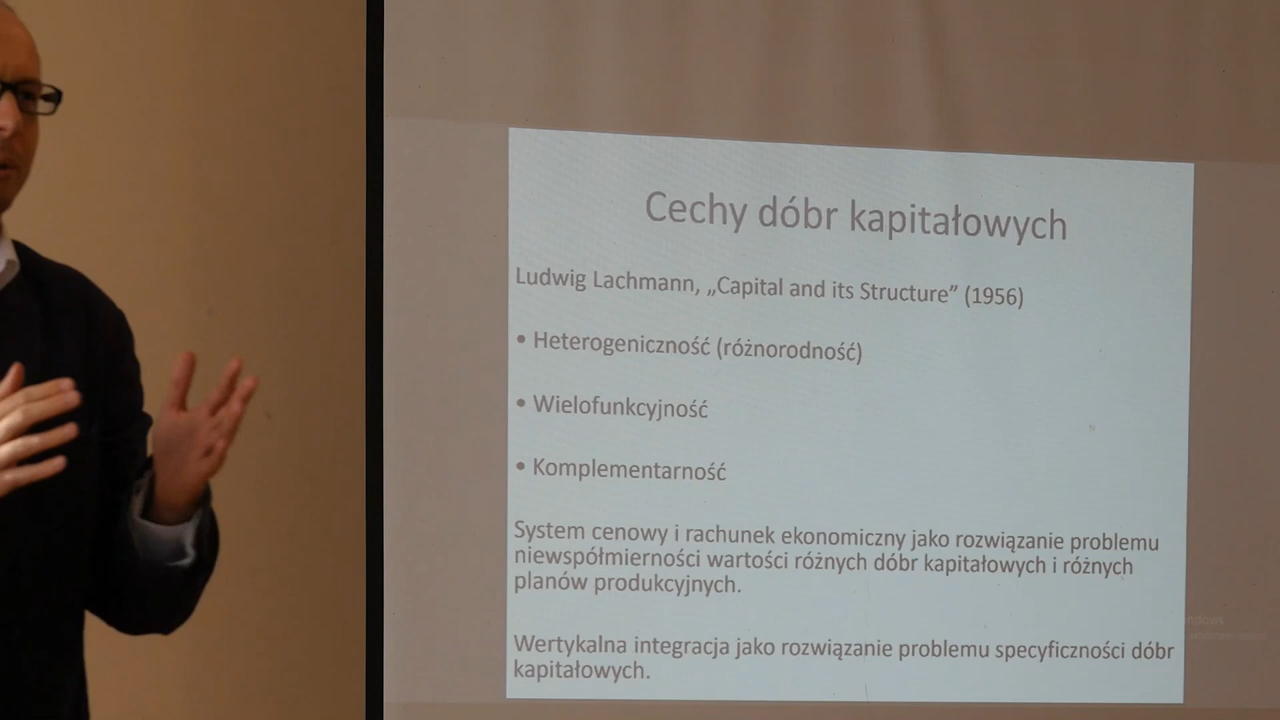 Cechy dóbr kapitałowych
Ludwig Lachmann, „Capital and its Structure” (1956)
• Heterogeniczność (różnorodność)
• Wielofunkcyjność
• Komplementarność
System cenowy i rachunek ekonomiczny jako rozwiązanie problemu
niewspółmierności wartości różnych dóbr kapitałowych i różnych
planów produkcyjnych.
Wertykalna integracja jako rozwiązanie problemu specyficzności dóbr
kapitałowych.